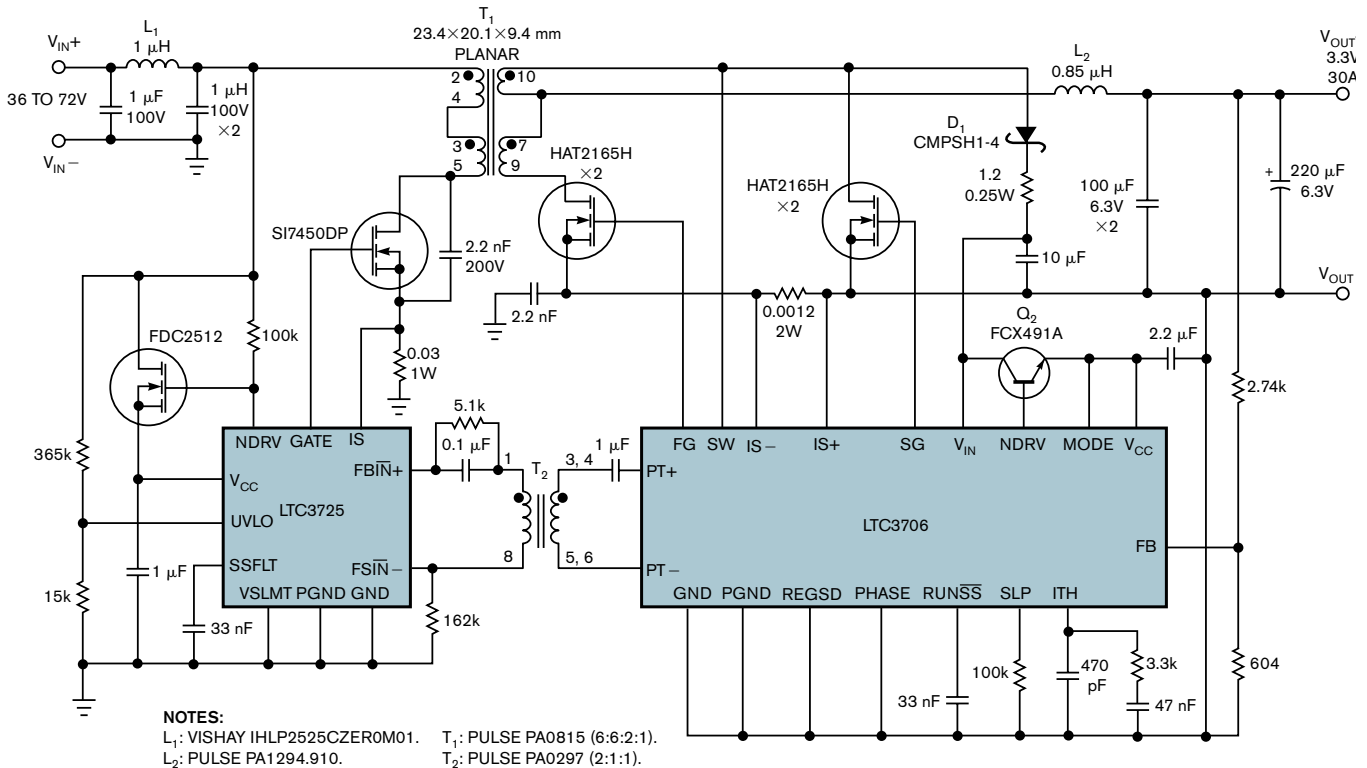 T1
23.4×20.1×9.4 mm
PLANAR
VIN+
L1
1 µH
36 TO 72V
1 µF
100V
1 µH
100V
×2
VIN−
2
4
3
5
10
7
9
L2
0.85 µH
VOUT
3.3V
30A
D1
CMPSH1-4
1.2
0.25W
HAT2165H
×2
HAT2165H
×2
100 µF
6.3V
×2
+
220 µF
6.3V
SI7450DP
2.2 nF
200V
10 µF
2.2 nF
0.0012
2W
VOUT
FDC2512
100k
0.03
1W
Q2
FCX491A
2.2 µF
2.74k
365k
NDRV
GATE
IS
VCC
UVLO
LTC3725
FBIN+
SSFLT
FSIN−
VSLMT
PGND
GND
5.1k
0.1 µF
1
T2
3, 4
1 µF
8
5, 6
FG
SW
IS−
IS+
SG
VIN
NDRV
MODE
VCC
PT+
LTC3706
PT−
FB
GND
PGND
REGSD
PHASE
RUNSS
SLP
ITH
1 µF
15k
33 nF
162k
33 nF
100k
470
pF
3.3k
47 nF
604
NOTES:
L1: VISHAY IHLP2525CZER0M01.
L2: PULSE PA1294.910.
T1: PULSE PA0815 (6:6:2:1).
T2: PULSE PA0297 (2:1:1).